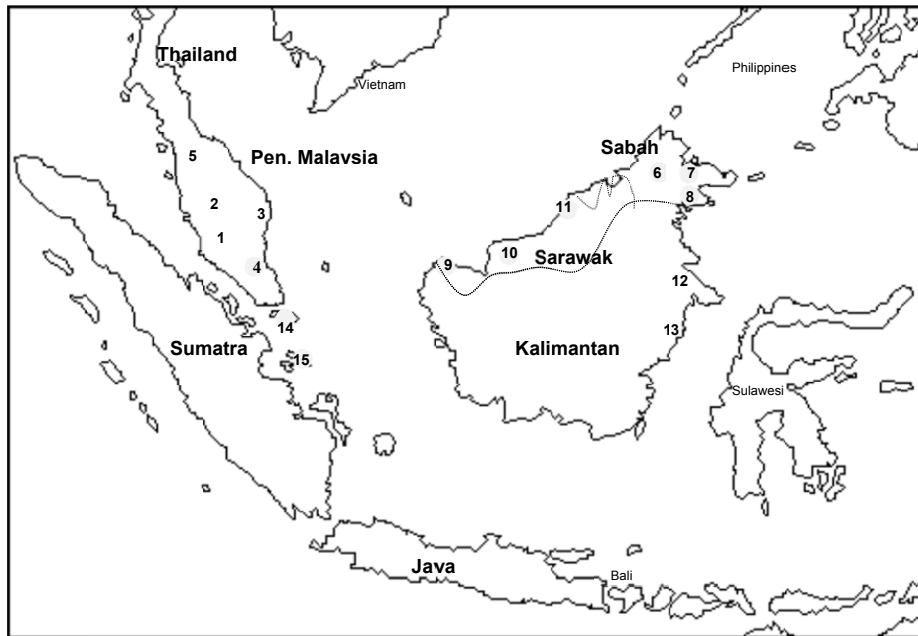 Thailand
Vietnam
Philippines
5
Pen. Malavsia
Sabah
6
7
2
3
11
8
1
10
9
Sarawak
4
12
14
13
Sumatra
15
Kalimantan
Sulawesi
Java
Bali